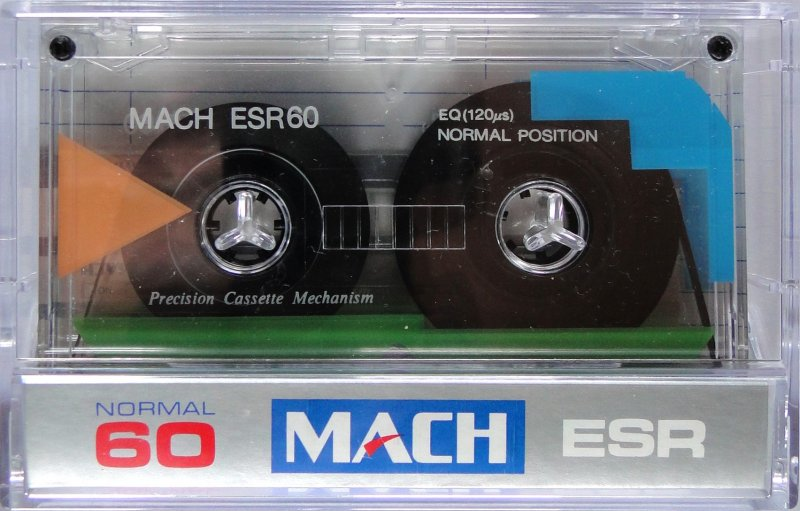 MACH ESR60
EQ(120μs)
NORMAL POSITION
Precision Cassette Mechanism
NORMAL
60
MACH
ESR